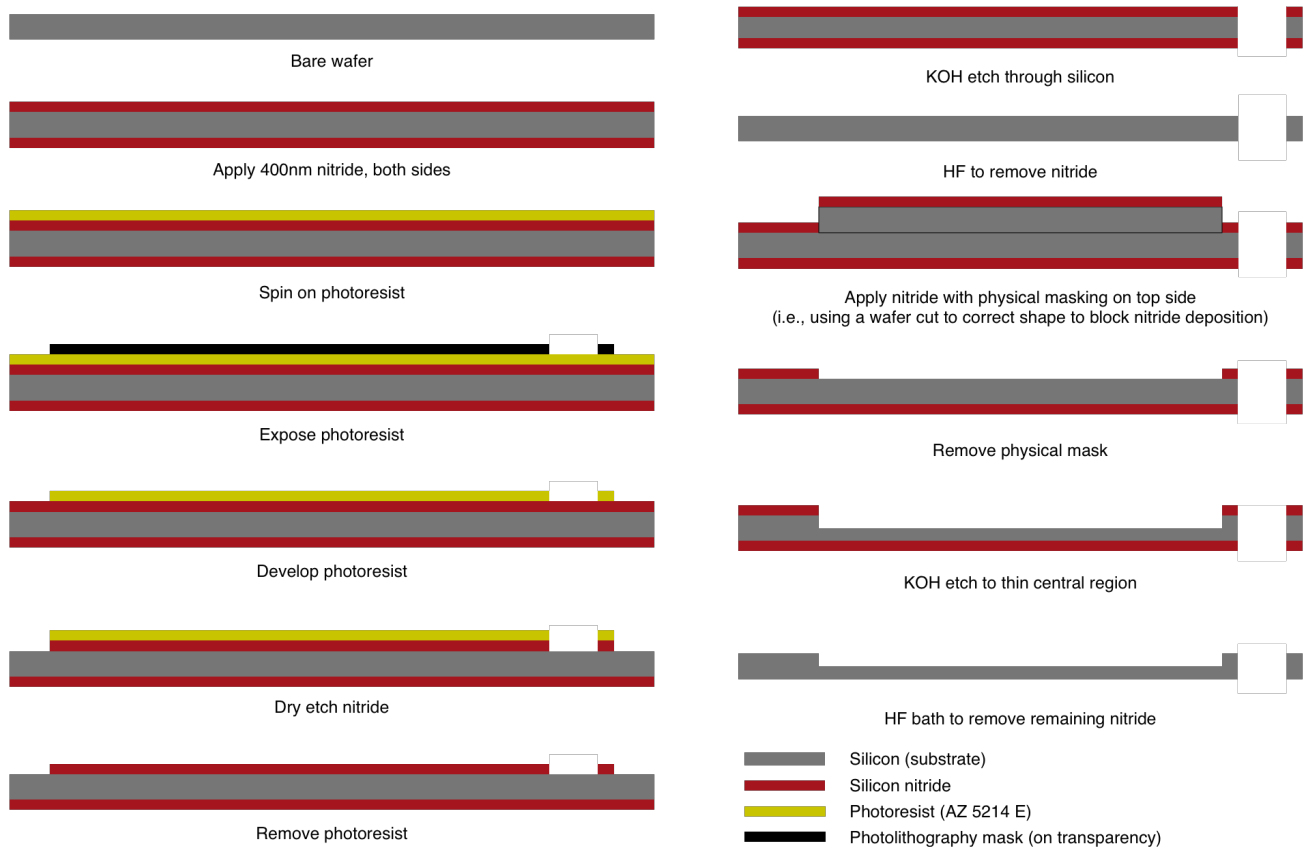 Bare wafer
Apply 400nm nitride, both sides
Spin on photoresist
Expose photoresist
Develop photoresist
Dry etch nitride
Remove photoresist
KOH etch through silicon
HF to remove nitride
Apply nitride with physical masking on top side
(i.e., using a wafer cut to correct shape to block nitride deposition)
Remove physical mask
KOH etch to thin central region
HF bath to remove remaining nitride
Silicon (substrate)
Silicon nitride
Photoresist (AZ 5214 E)
Photolithography mask (on transparency)